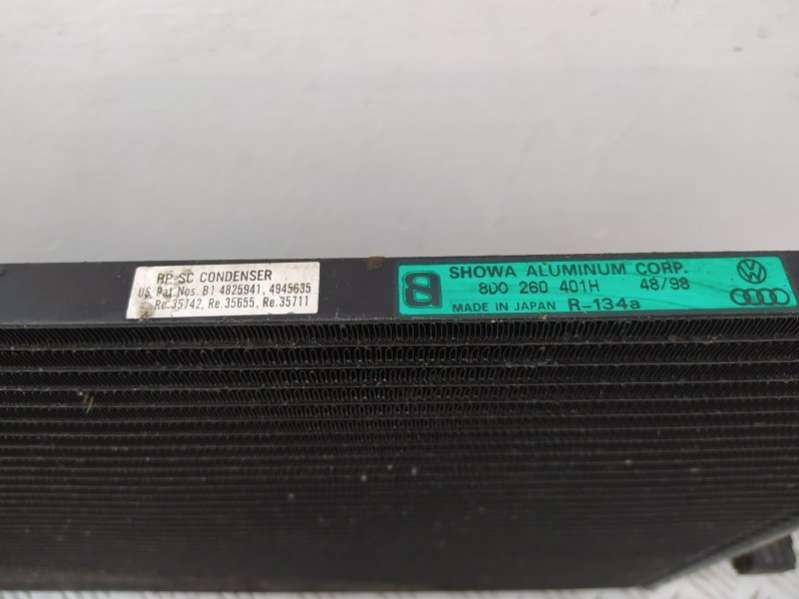 RP-SC CONDENSER
US. Pat Nos. B1 4825941, 4945635
Re.35742, Re.35655, Re.35711
SHOWA ALUMINUM CORP.
8D0 260 401H 48/98
MADE IN JAPAN R-134a